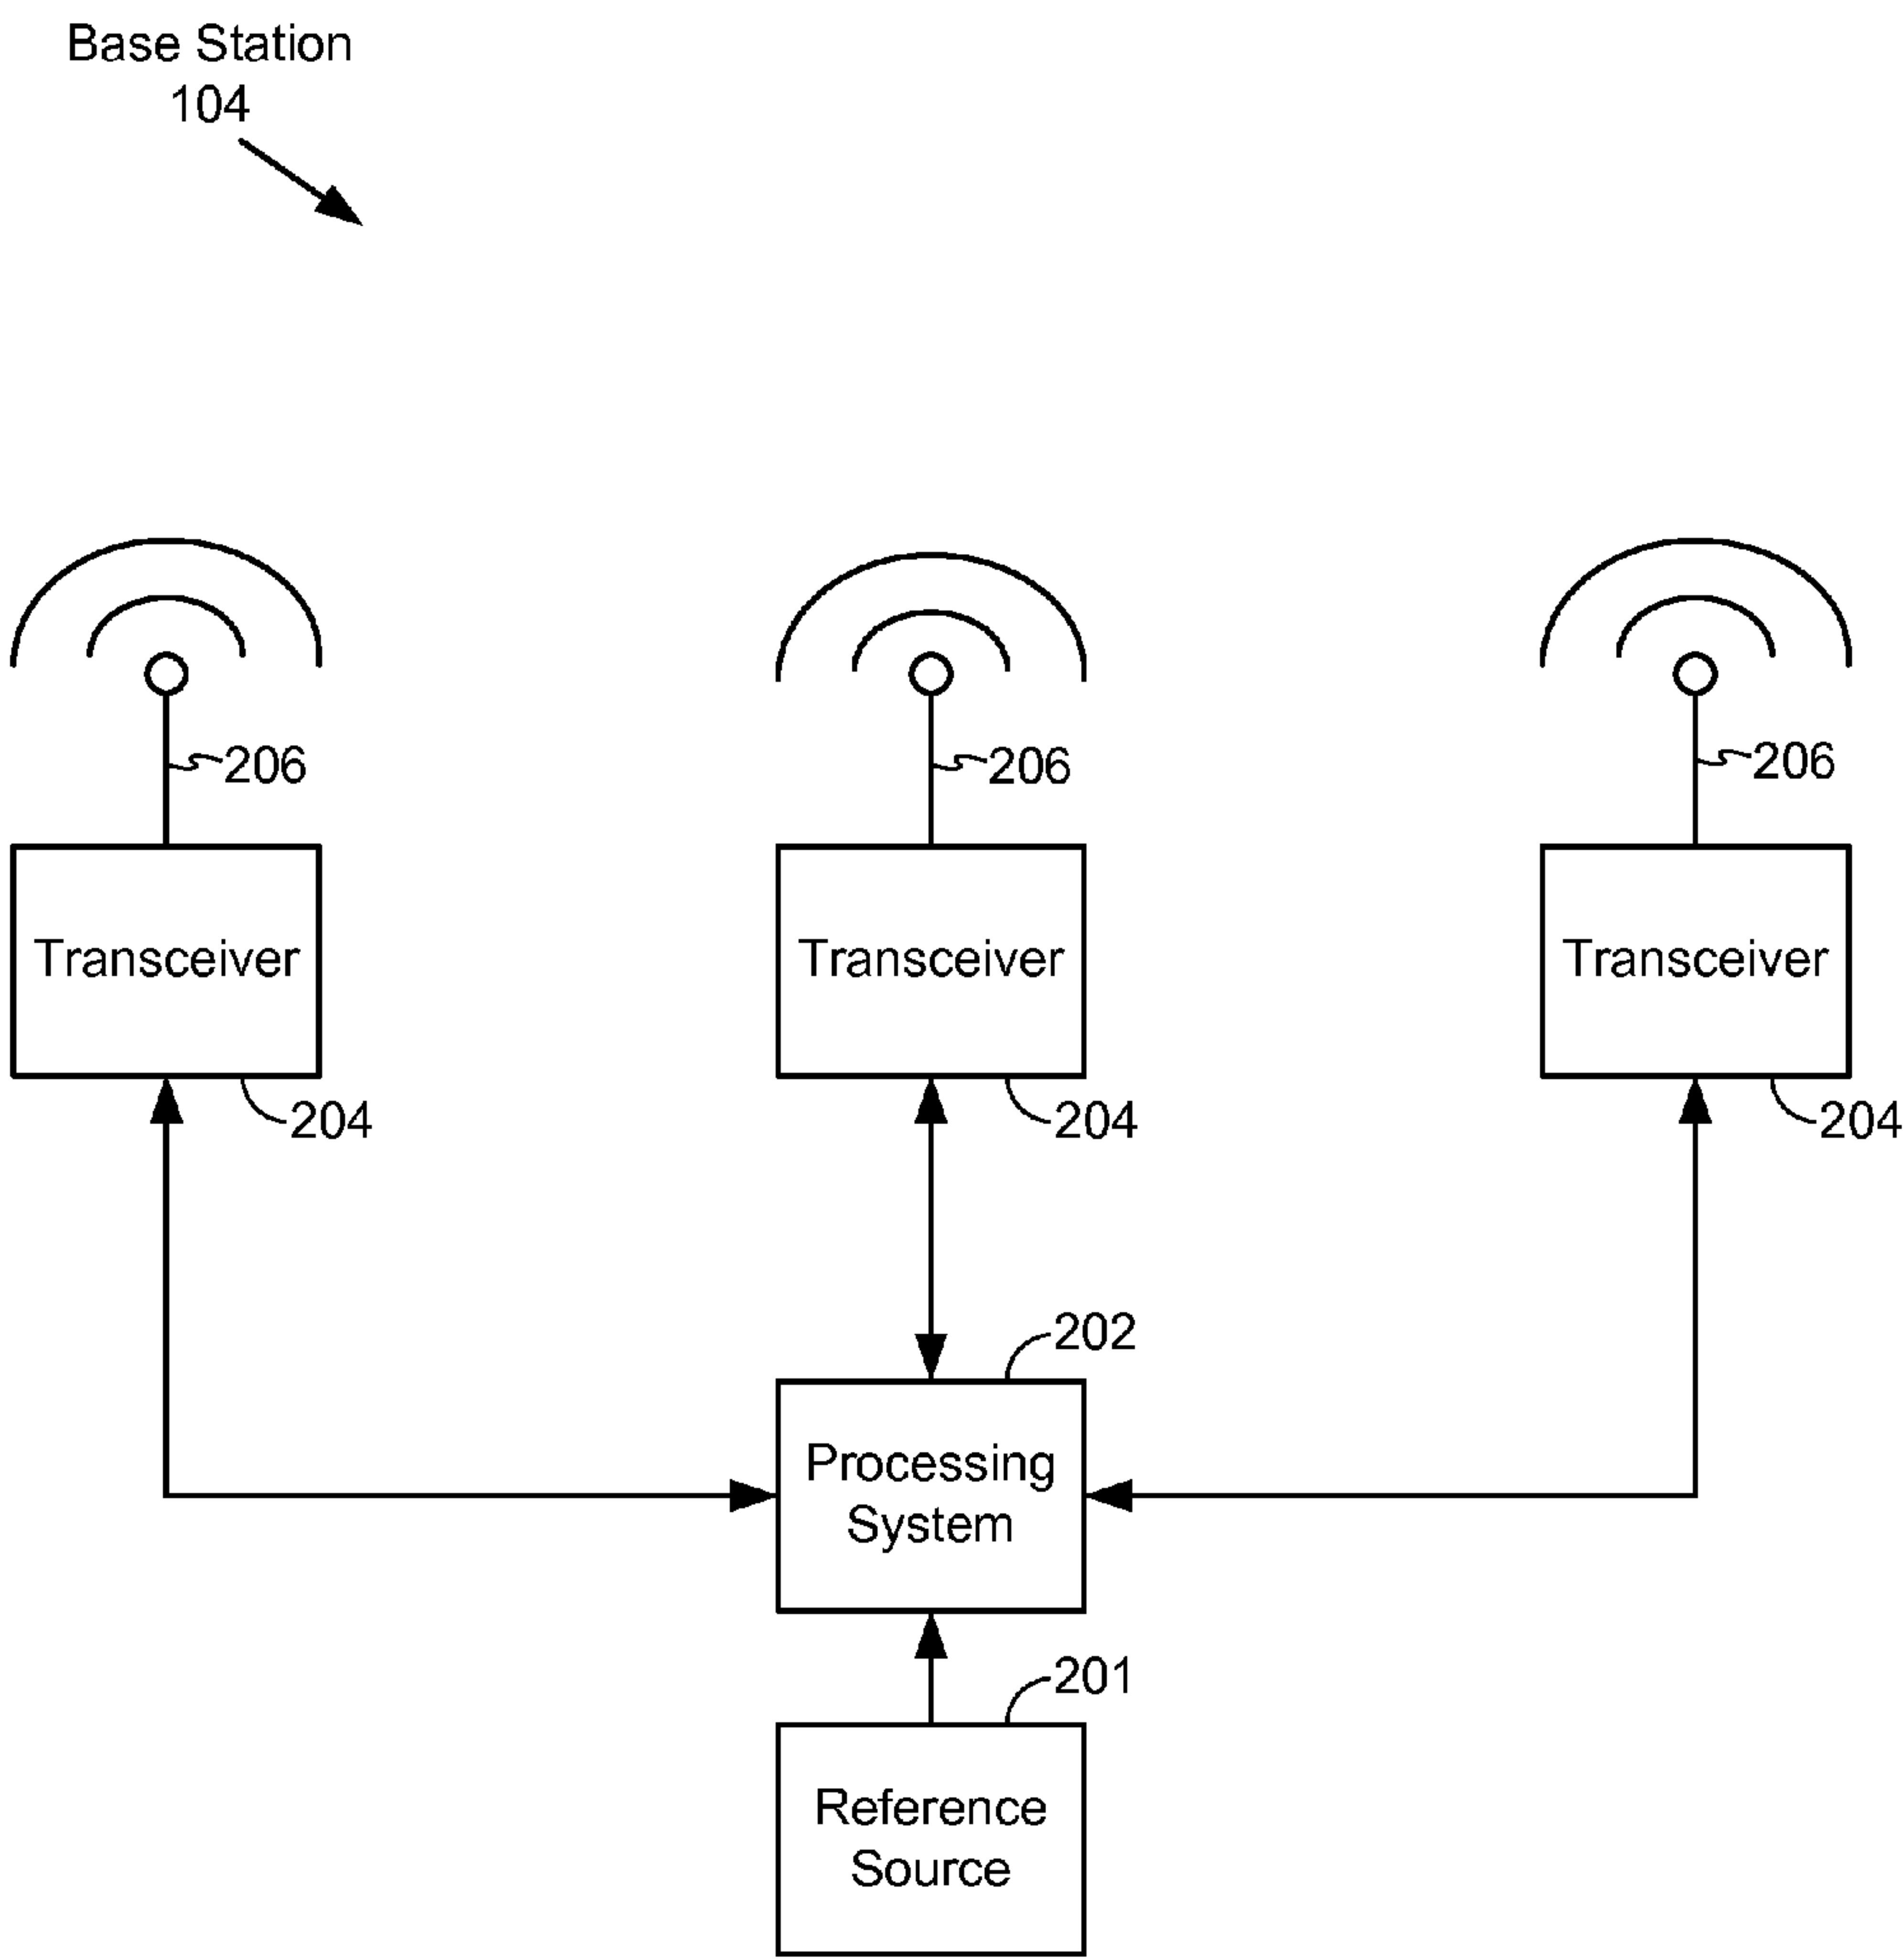 Base Station
104
206
206
206
Transceiver
Transceiver
Transceiver
204
204
204
202
Processing
System
201
Reference
Source